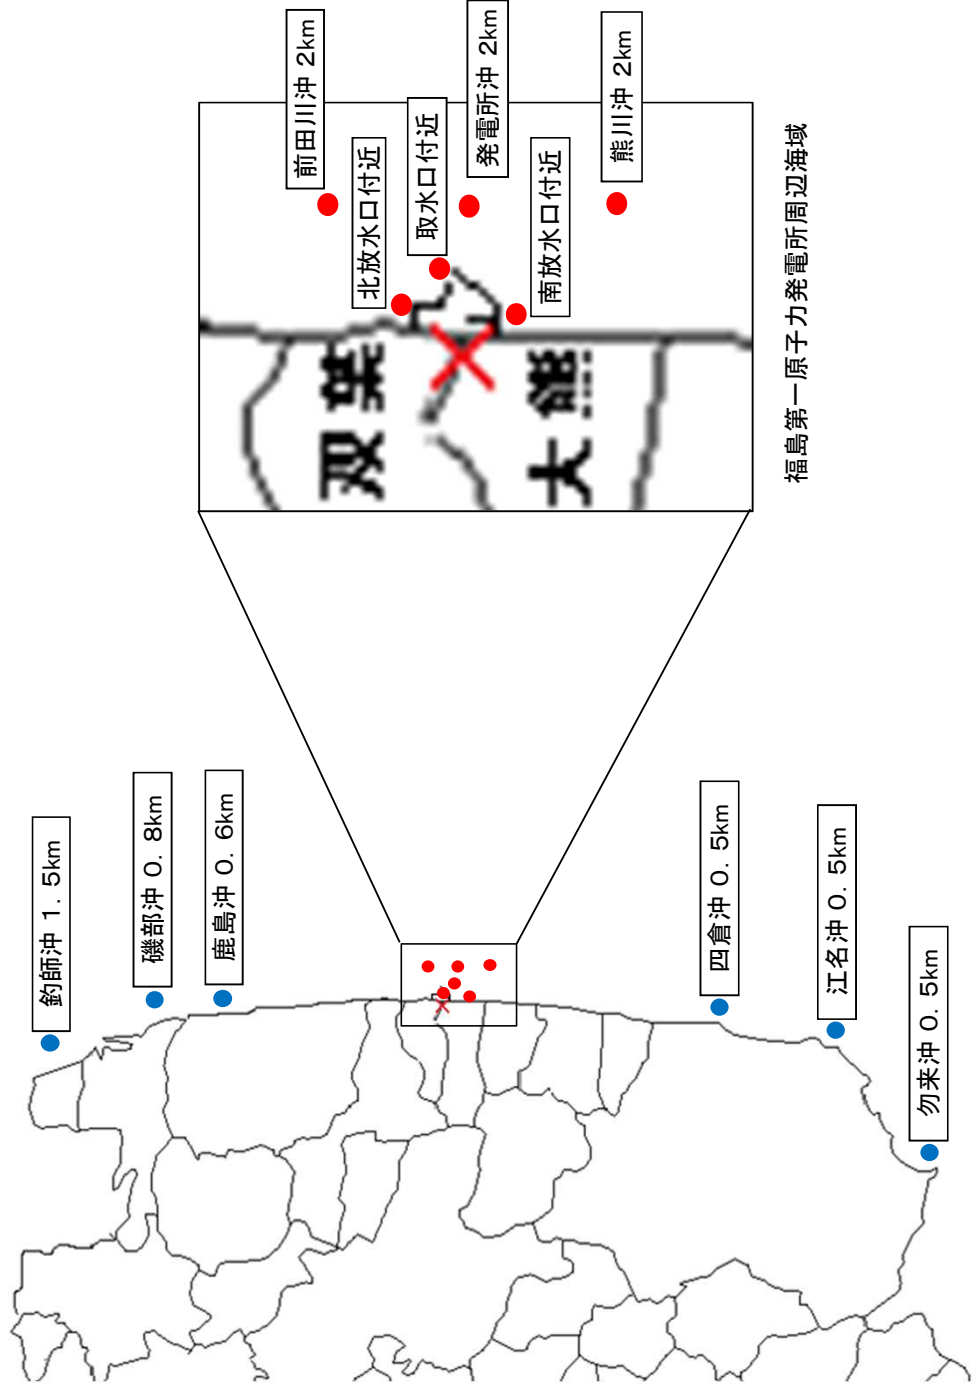 前田川沖 2km
北放水口付近
取水口付近
発電所沖 2km
南放水口付近
熊川沖 2km
双葉
大熊
福島第一原子力発電所周辺海域
釣師沖 1．5km
磯部沖 0．8km
鹿島沖 0．6km
四倉沖 0．5km
江名沖 0．5km
勿来沖 0．5km